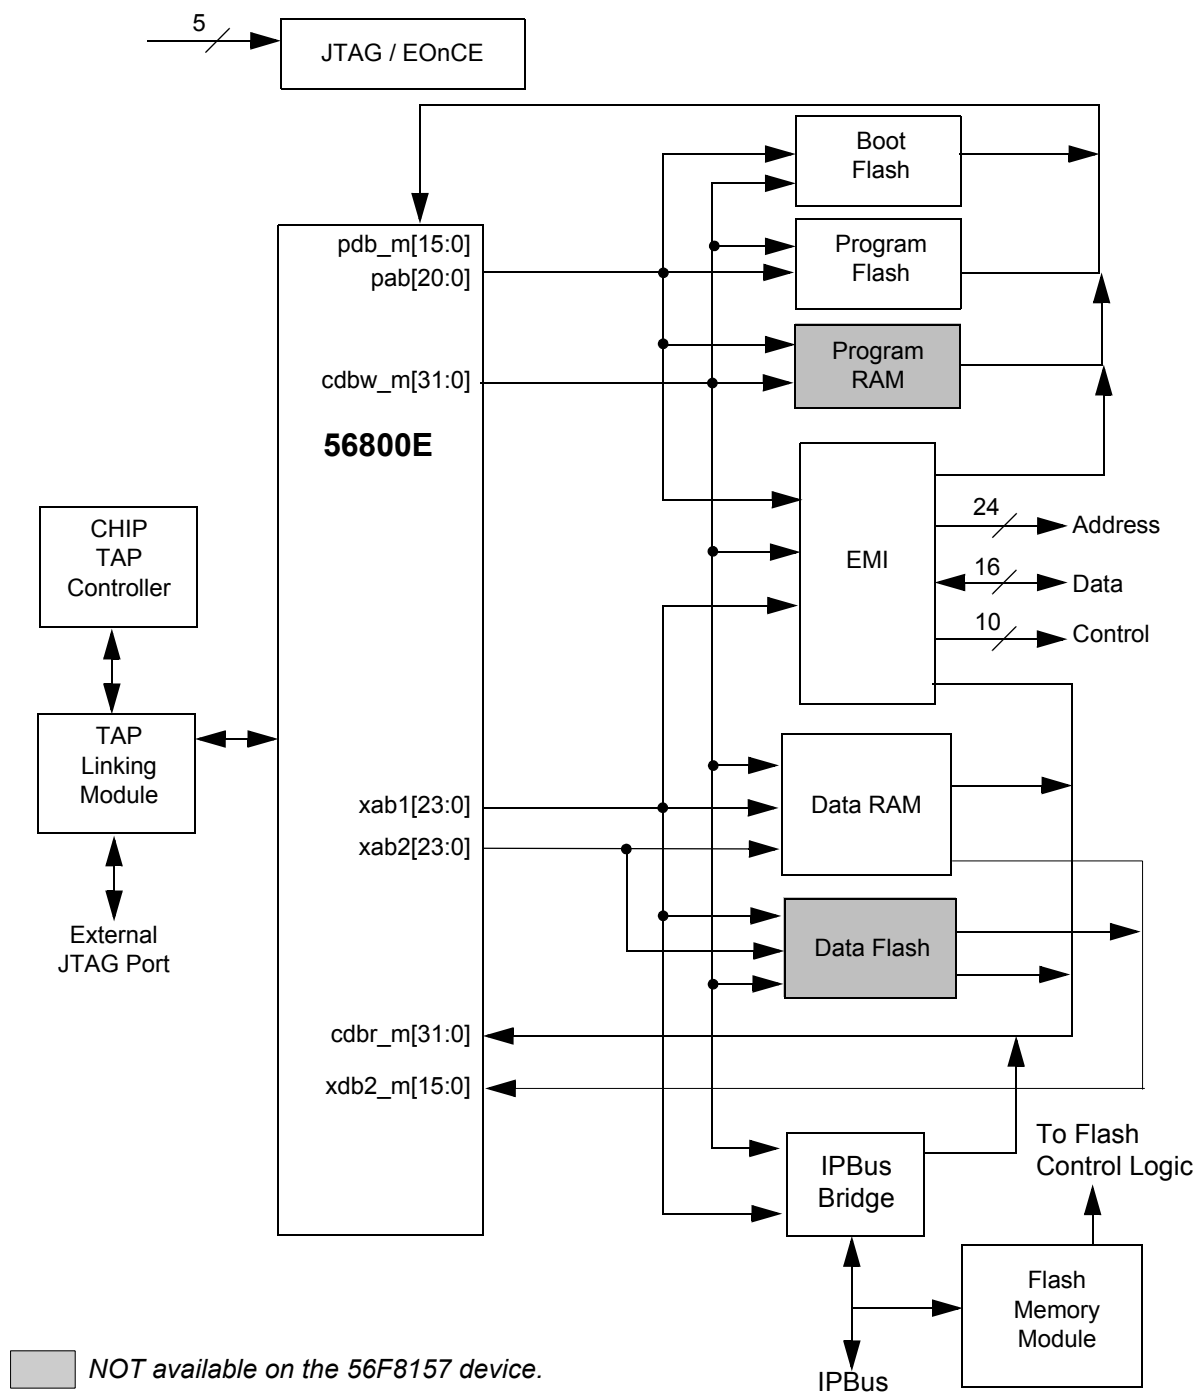 5
JTAG / EOnCE
Boot
Flash
pdb_m[15:0]
pab[20:0]
Program
Flash
cdbw_m[31:0]
Program
RAM
56800E
CHIP
TAP
Controller
EMI
24
Address
16
Data
10
Control
TAP
Linking
Module
xab1[23:0]
xab2[23:0]
Data RAM
External
JTAG Port
Data Flash
cdbr_m[31:0]
xdb2_m[15:0]
To Flash
Control Logic
IPBus
Bridge
Flash
Memory
Module
NOT available on the 56F8157 device.
IPBus